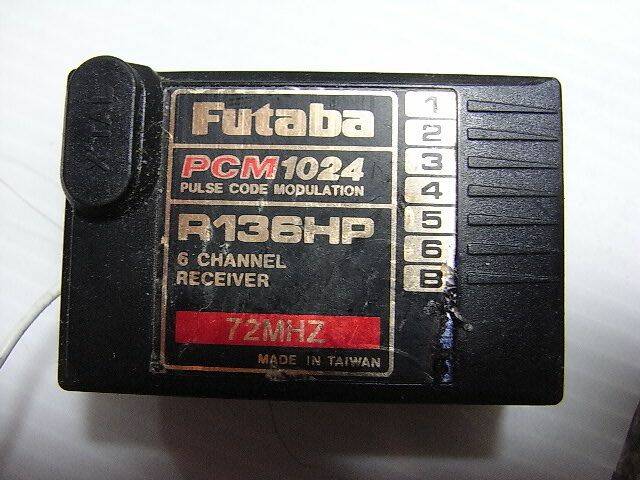 X'TAL
Futaba
PCM1024
PULSE CODE MODULATION
R136HP
6 CHANNEL
RECEIVER
72MHZ
MADE IN TAIWAN
1
2
3
4
5
6
B